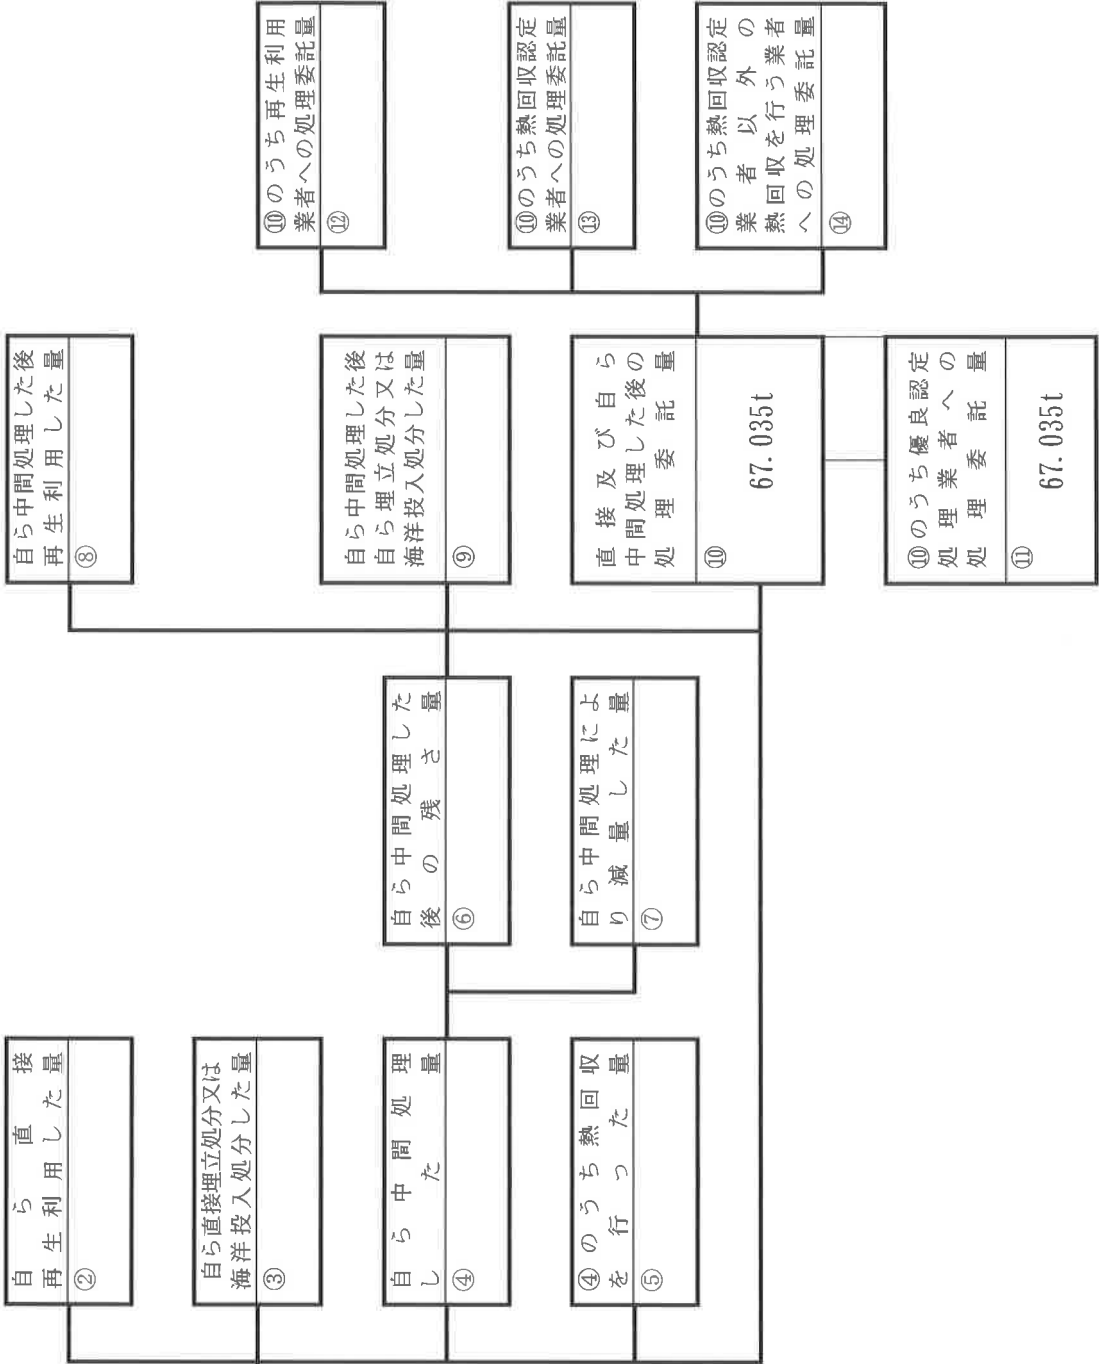 自ら直接
再生利用した量
②
自ら直接埋立処分又は
海洋投入処分した量
③
自ら中間処理
した量
④
④のうち熱回収
を行った量
⑤
自ら中間処理した
後の残さ量
⑥
自ら中間処理によ
り減量した量
⑦
自ら中間処理した後
再生利用した量
⑧
自ら中間処理した後
自ら埋立処分又は
海洋投入処分した量
⑨
直接及び自ら
中間処理した後の
処理委託量
⑩
67.035t
⑩のうち優良認定
処理業者への
処理委託量
⑪
67.035t
⑩のうち再生利用
業者への処理委託量
⑫
⑩のうち熱回収認定
業者への処理委託量
⑬
⑩のうち熱回収認定
業者以外の
熱回収を行う業者
への処理委託量
⑭